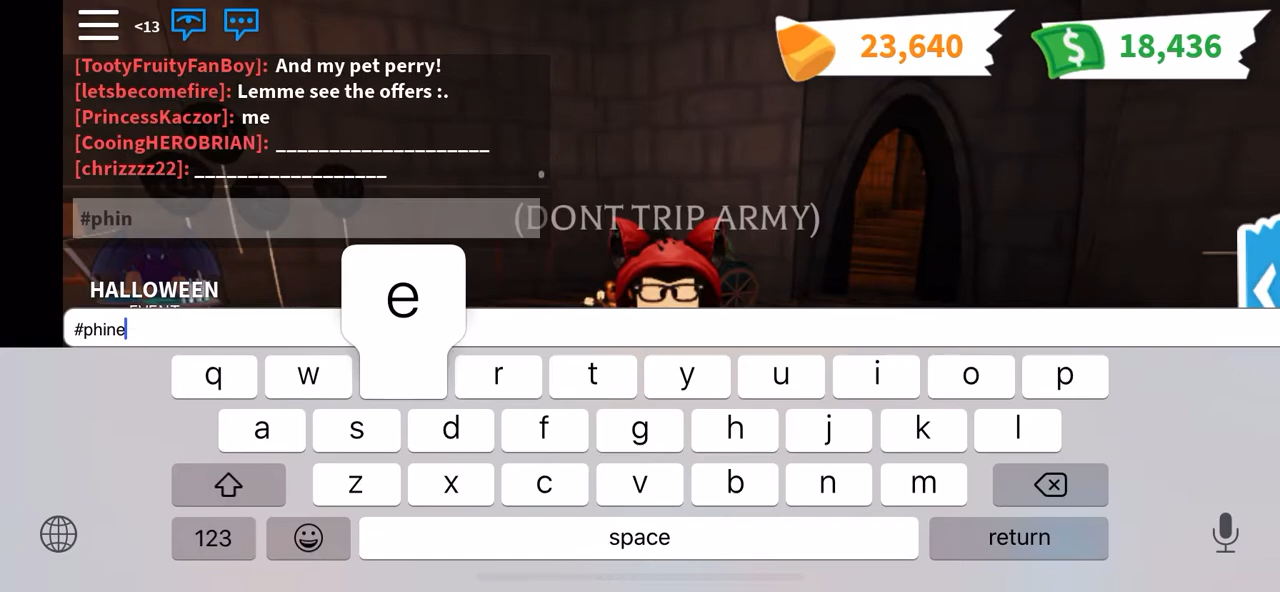 <13
23,640
18,436
[TootyFruityFanBoy]: And my pet perry!
[letsbecomefire]: Lemme see the offers :.
[PrincessKaczor]: me
[CooingHEROBRIAN]: ____________________
[chrizzzz22]: __________________
#phin
(DONT TRIP ARMY)
HALLOWEEN
EVENT
#phine
e
q w r t y u i o p
a s d f g h j k l
z x c v b n m
123 space return